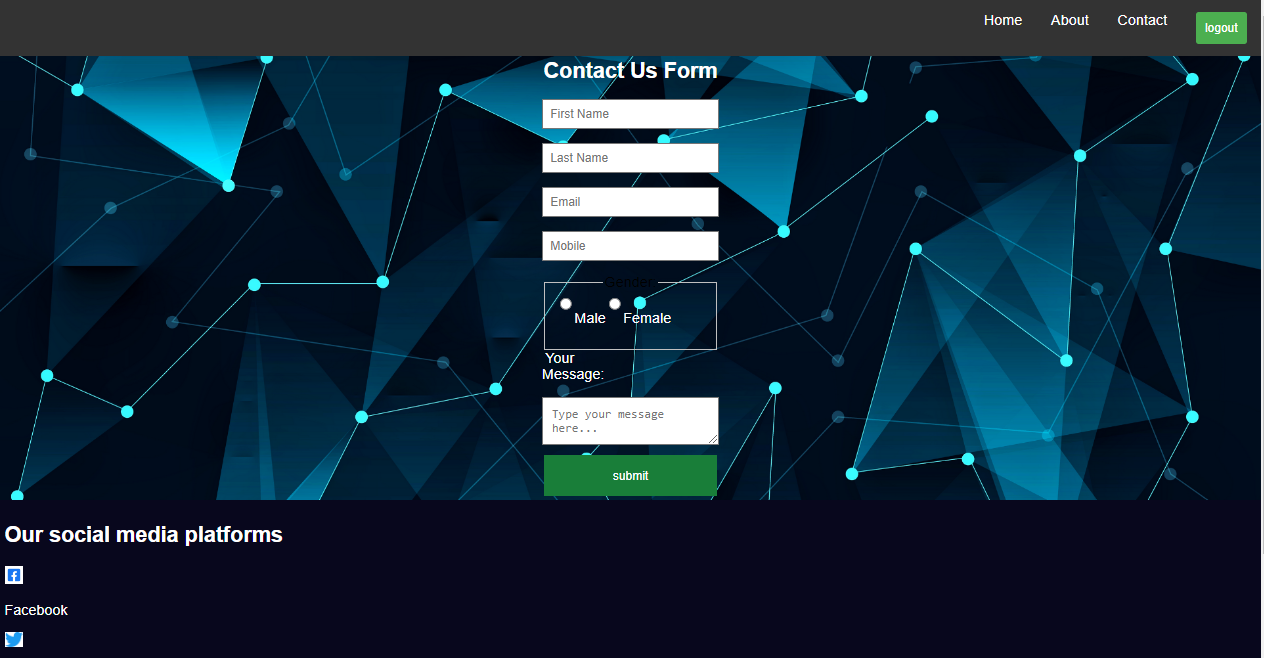 Home About Contact logout
Contact Us Form
First Name
Last Name
Email
Mobile
Gender
Male Female
Your
Message:
Type your message
here...
submit
Our social media platforms
Facebook